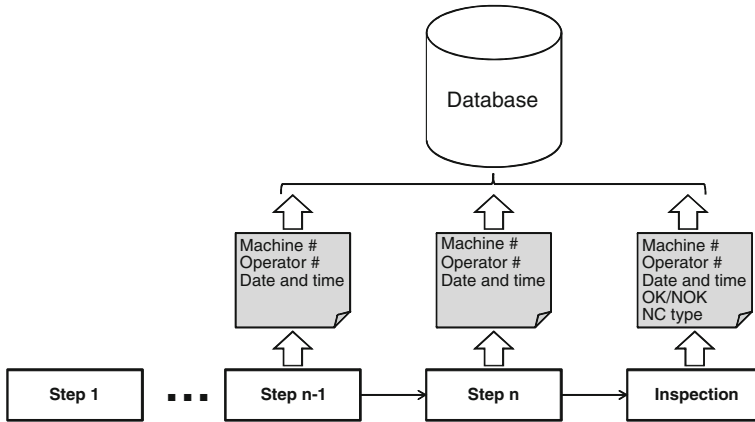 Database
Machine #
Operator #
Date and time
Machine #
Operator #
Date and time
Machine #
Operator #
Date and time
OK/NOK
NC type
Step 1
Step n-1
Step n
Inspection